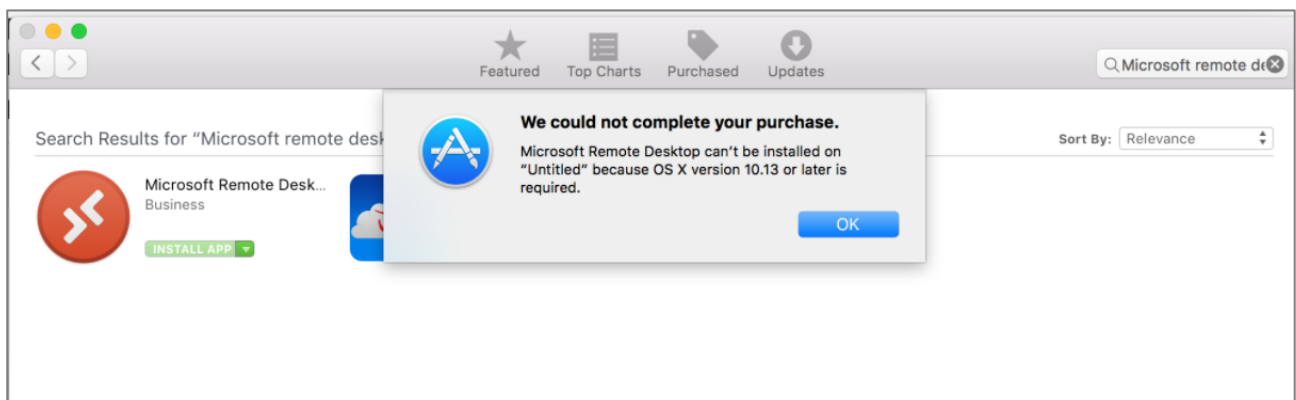 Featured Top Charts Purchased Updates
Microsoft remote de
We could not complete your purchase.
Microsoft Remote Desktop can't be installed on
"Untitled" because OS X version 10.13 or later is
required.
OK
Search Results for "Microsoft remote desk
Sort By: Relevance
Microsoft Remote Desk...
Business
INSTALL APP